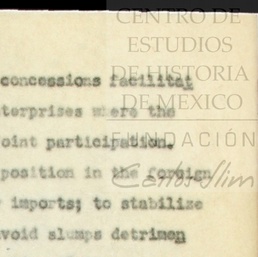 CENTRO DE
ESTUDIOS
DE HISTORIA
DE MEXICO
FUNDACIÓN
Carlos Slim
concessions facilitat
terprises where the
oint participation.
position in the foreign
imports; to stabilize
void slumps detrimen